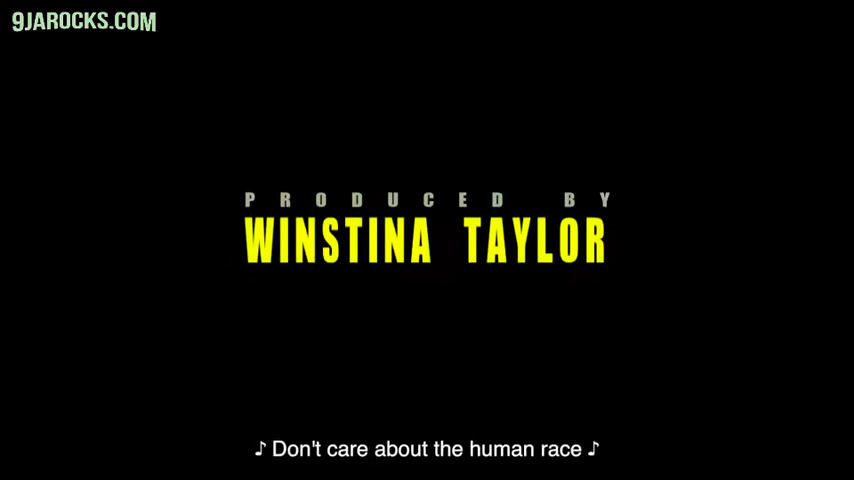 9JAROCKS.COM
PRODUCED BY
WINSTINA TAYLOR
♪ Don't care about the human race ♪